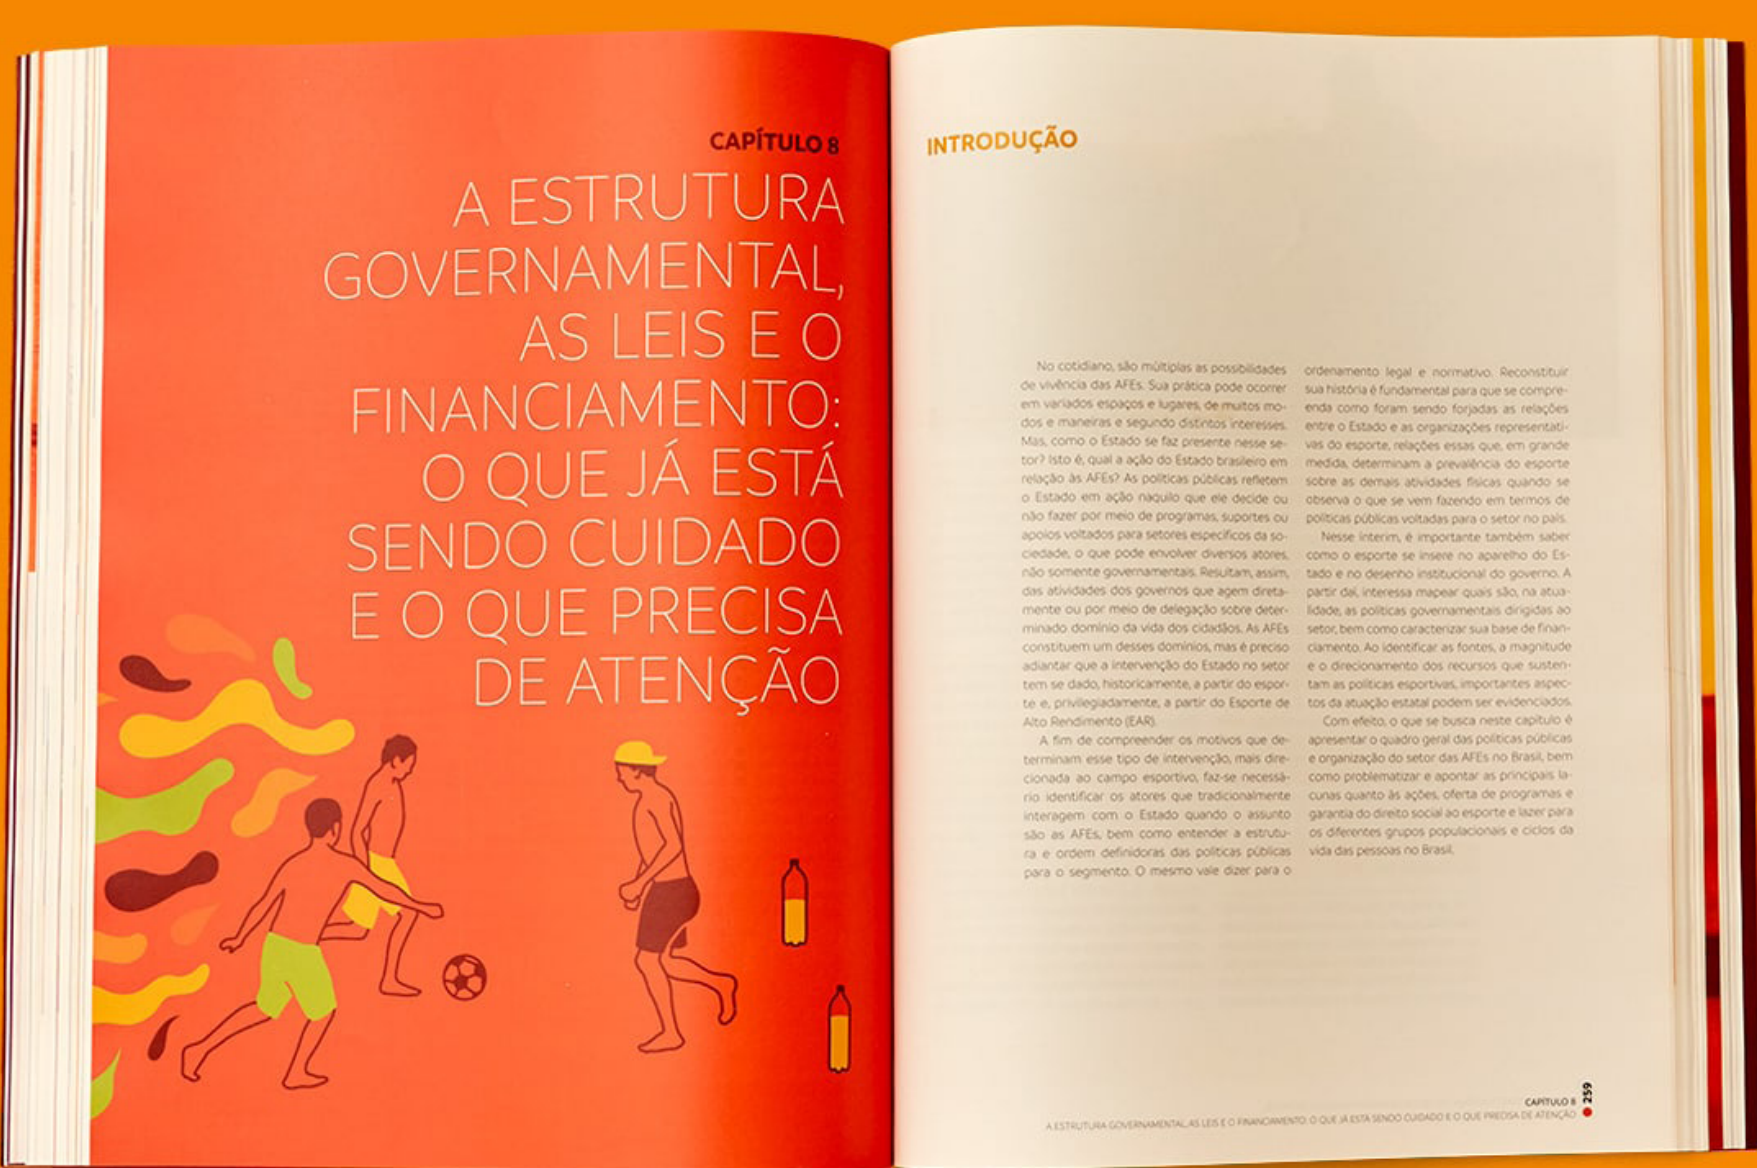 CAPÍTULO 8
A ESTRUTURA
GOVERNAMENTAL,
AS LEIS E O
FINANCIAMENTO:
O QUE JÁ ESTÁ
SENDO CUIDADO
E O QUE PRECISA
DE ATENÇÃO
INTRODUÇÃO
No cotidiano, são múltiplas as possibilidades
de vivência das AFEs. Sua prática pode ocorrer
em variados espaços e lugares, de muitos mo-
dos e maneiras e segundo distintos interesses.
Mas, como o Estado se faz presente nesse se-
tor? Isto é, qual a ação do Estado brasileiro em
relação às AFEs? As políticas públicas refletem
o Estado em ação naquilo que ele decide ou
não fazer por meio de programas, suportes ou
apoios voltados para setores específicos da so-
ciedade, o que pode envolver diversos atores,
não somente governamentais. Resultam, assim,
das atividades dos governos que agem direta-
mente ou por meio de delegação sobre deter-
minado domínio da vida dos cidadãos. As AFEs
constituem um desses domínios, mas é preciso
adiantar que a intervenção do Estado no setor
tem se dado, historicamente, a partir do espor-
te e, privilegiadamente, a partir do Esporte de
Alto Rendimento (EAR).
A fim de compreender os motivos que de-
terminam esse tipo de intervenção, mais dire-
cionada ao campo esportivo, faz-se necessá-
rio identificar os atores que tradicionalmente
interagem com o Estado quando o assunto
são as AFEs, bem como entender a estrutu-
ra e ordem definidoras das políticas públicas
para o segmento. O mesmo vale dizer para o
ordenamento legal e normativo. Reconstituir
sua história é fundamental para que se compre-
enda como foram sendo forjadas as relações
entre o Estado e as organizações representati-
vas do esporte, relações essas que, em grande
medida, determinam a prevalência do esporte
sobre as demais atividades físicas quando se
observa o que se vem fazendo em termos de
políticas públicas voltadas para o setor no país.
Nesse ínterim, é importante também saber
como o esporte se insere no aparelho do Es-
tado e no desenho institucional do governo. A
partir daí, interessa mapear quais são, na atua-
lidade, as políticas governamentais dirigidas ao
setor, bem como caracterizar sua base de finan-
ciamento. Ao identificar as fontes, a magnitude
e o direcionamento dos recursos que susten-
tam as políticas esportivas, importantes aspec-
tos da atuação estatal podem ser evidenciados.
Com efeito, o que se busca neste capítulo é
apresentar o quadro geral das políticas públicas
e organização do setor das AFEs no Brasil, bem
como problematizar e apontar as principais la-
cunas quanto às ações, oferta de programas e
garantia do direito social ao esporte e lazer para
os diferentes grupos populacionais e ciclos da
vida das pessoas no Brasil.
CAPÍTULO 8
A ESTRUTURA GOVERNAMENTAL, AS LEIS E O FINANCIAMENTO: O QUE JÁ ESTÁ SENDO CUIDADO E O QUE PRECISA DE ATENÇÃO
259